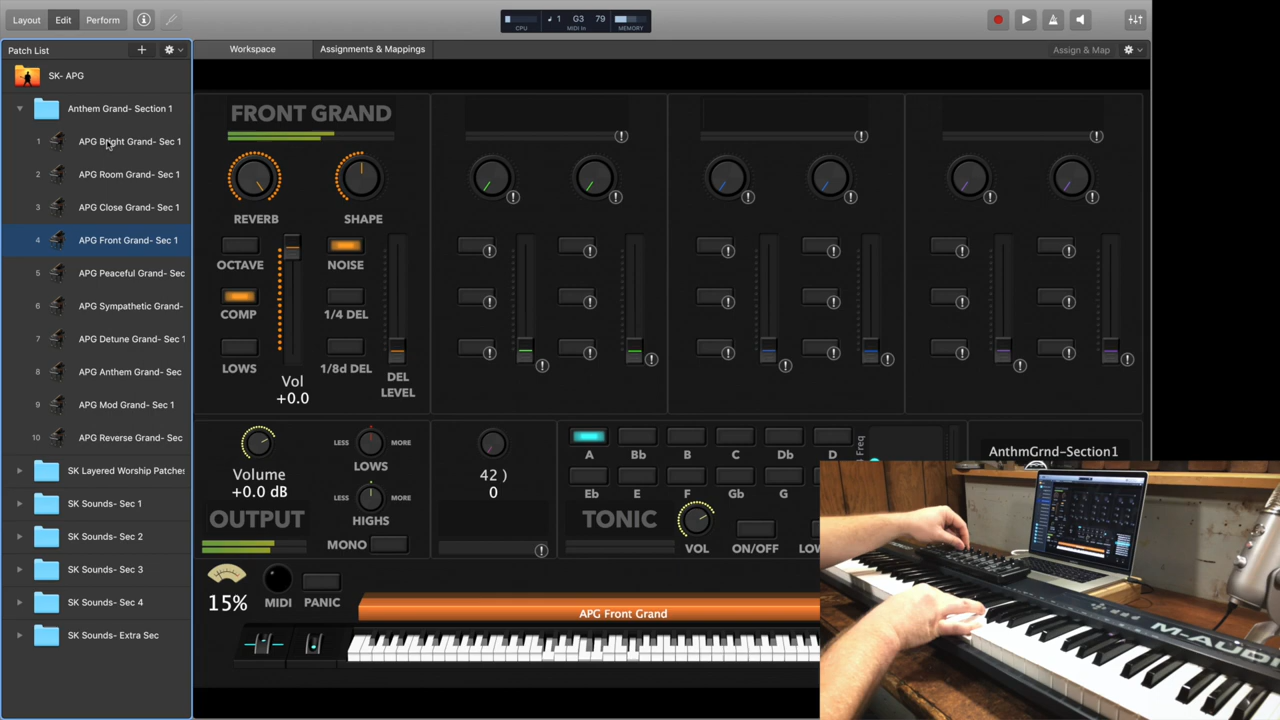 Layout Edit Perform
CPU
1 G3 79
MIDI In
MEMORY
Patch List
Workspace
Assignments & Mappings
Assign & Map
SK- APG
Anthem Grand- Section 1
1 APG Bright Grand- Sec 1
2 APG Room Grand- Sec 1
3 APG Close Grand- Sec 1
4 APG Front Grand- Sec 1
5 APG Peaceful Grand- Sec
6 APG Sympathetic Grand-
7 APG Detune Grand- Sec 1
8 APG Anthem Grand- Sec
9 APG Mod Grand- Sec 1
10 APG Reverse Grand- Sec
SK Layered Worship Patches
SK Sounds- Sec 1
SK Sounds- Sec 2
SK Sounds- Sec 3
SK Sounds- Sec 4
SK Sounds- Extra Sec
FRONT GRAND
REVERB
SHAPE
OCTAVE
NOISE
COMP
1/4 DEL
LOWS
1/8d DEL
Vol
+0.0
DEL
LEVEL
Volume
+0.0 dB
LESS MORE
LOWS
LESS MORE
HIGHS
OUTPUT
MONO
42 )
0
A Bb B C Db D
Eb E F Gb G
TONIC
VOL
ON/OFF
Freq
AnthmGrnd-Section1
15%
MIDI
PANIC
APG Front Grand
M-AUDIO